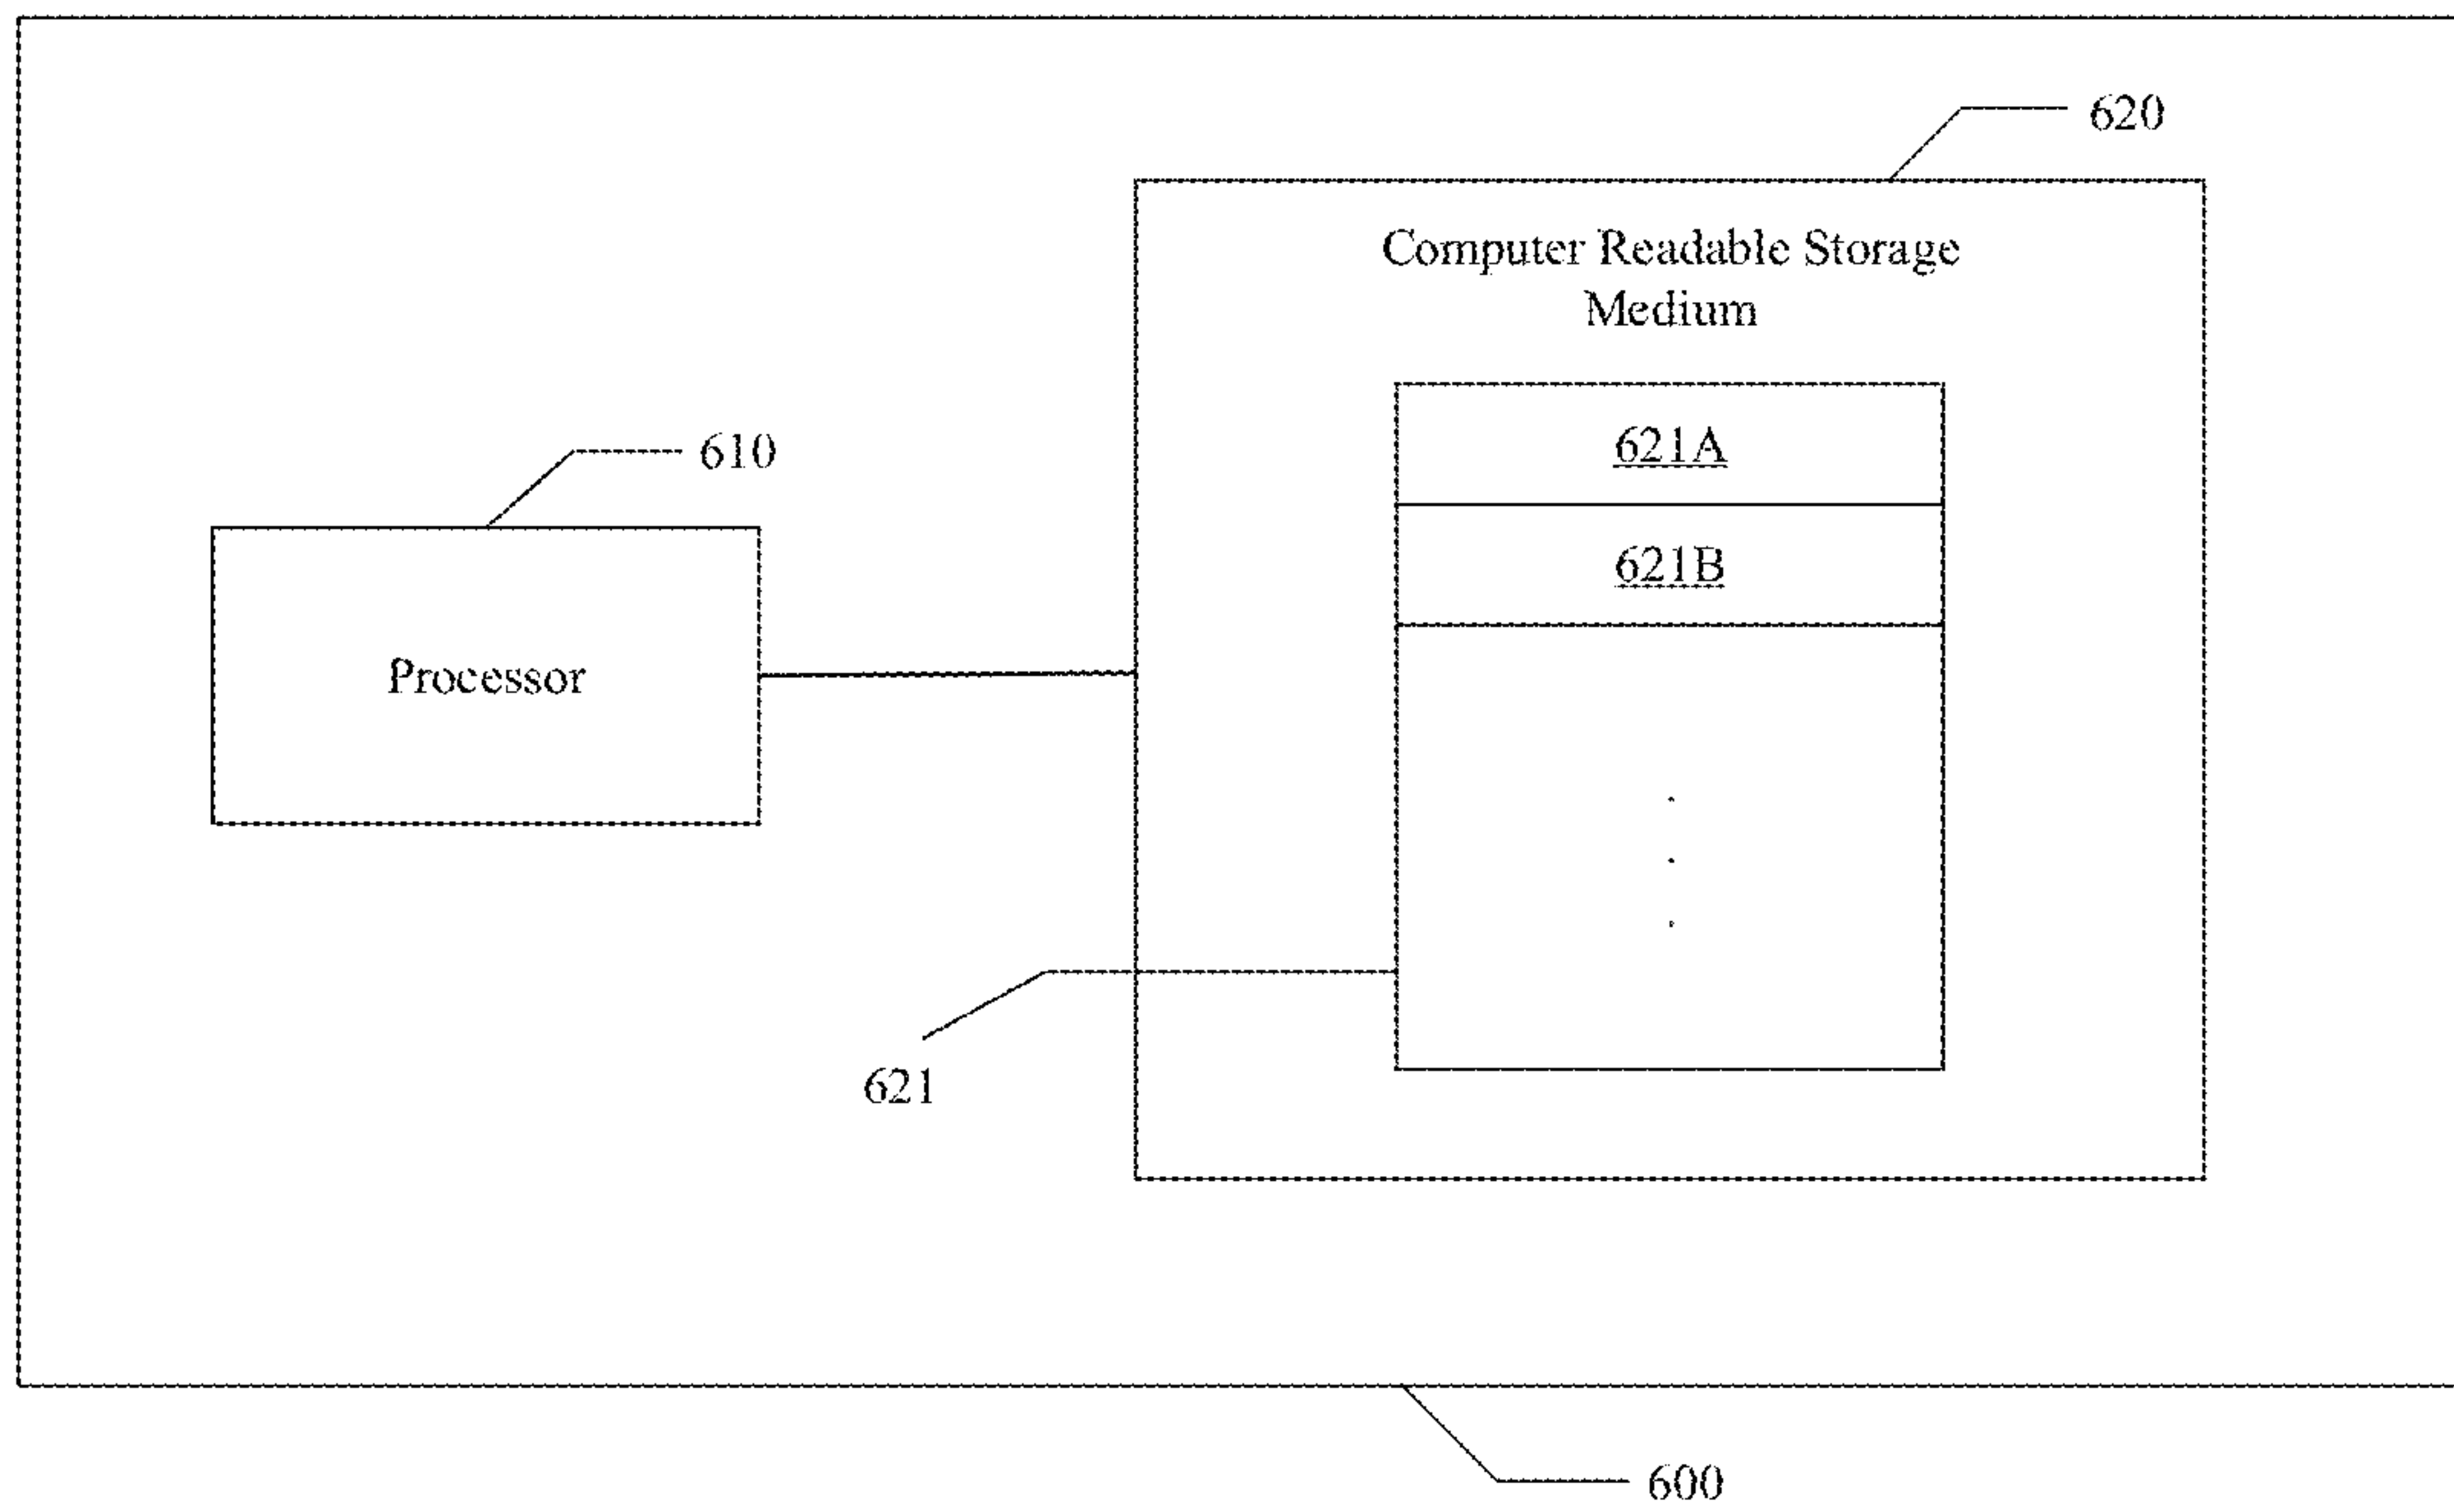 620
Computer Readable Storage
Medium
621A
610
621B
Processor
621
600